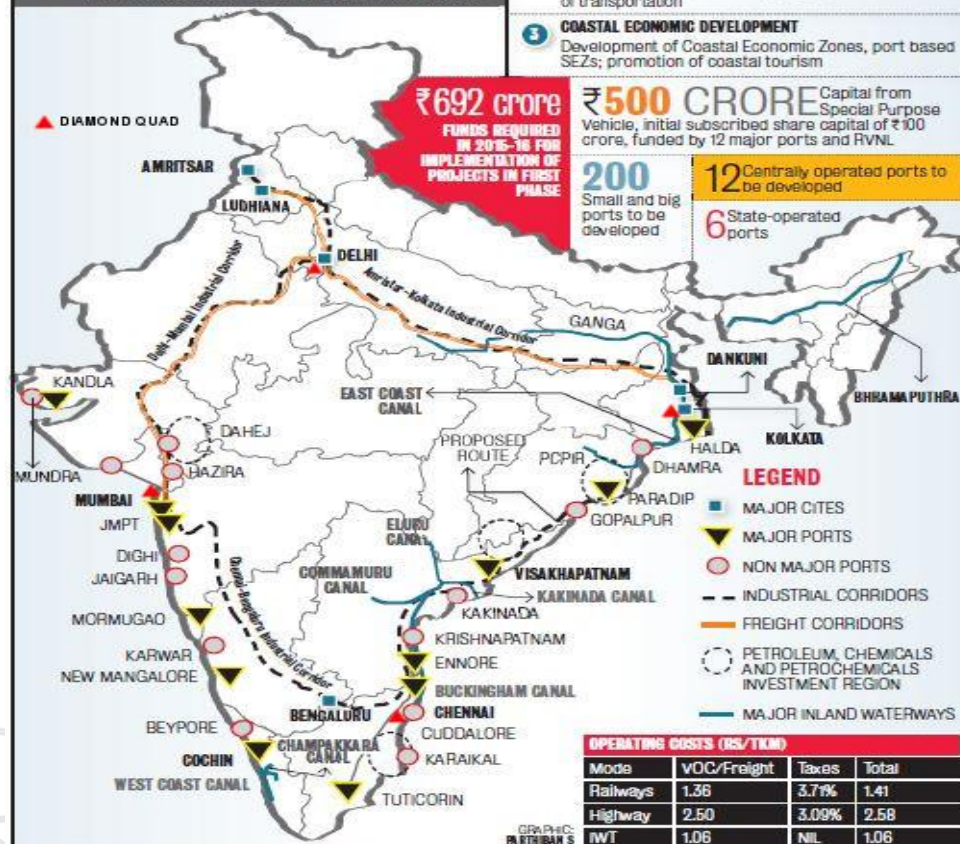 of transportation
3 COASTAL ECONOMIC DEVELOPMENT
Development of Coastal Economic Zones, port based
SEZs; promotion of coastal tourism
₹692 crore
FUNDS REQUIRED
IN 2015-16 FOR
IMPLEMENTATION OF
PROJECTS IN FIRST
PHASE
₹500 CRORE Capital from
Special Purpose
Vehicle, initial subscribed share capital of ₹100
crore, funded by 12 major ports and RVNL
200
Small and big
ports to be
developed
12 Centrally operated ports to
be developed
6 State-operated
ports
DIAMOND QUAD
AMRITSAR
LUDHIANA
DELHI
Delhi-Mumbai Industrial Corridor
Amristar-Kolkata Industrial Corridor
GANGA
DANKUNI
BHRAMAPUTHRA
KANDLA
EAST COAST
CANAL
DAHEJ
PROPOSED
ROUTE
PCPIR
HALDA
KOLKATA
DHAMRA
MUNDRA
HAZIRA
MUMBAI
JMPT
PARADIP
GOPALPUR
ELURU
CANAL
DIGHI
JAIGARH
COMMAMURU
CANAL
VISAKHAPATNAM
KAKINADA CANAL
KAKINADA
MORMUGAO
Chennai-Bengaluru Industrial Corridor
KRISHNAPATNAM
KARWAR
ENNORE
NEW MANGALORE
BUCKINGHAM CANAL
BENGALURU
CHENNAI
BEYPORE
CUDDALORE
CHAMPAKKARA
CANAL
COCHIN
KARAIKAL
WEST COAST CANAL
TUTICORIN
LEGEND
MAJOR CITES
MAJOR PORTS
NON MAJOR PORTS
INDUSTRIAL CORRIDORS
FREIGHT CORRIDORS
PETROLEUM, CHEMICALS
AND PETROCHEMICALS
INVESTMENT REGION
MAJOR INLAND WATERWAYS
OPERATING COSTS (RS/TKM)
Mode VOC/Freight Taxes Total
Railways 1.36 3.71% 1.41
Highway 2.50 3.09% 2.58
IWT 1.06 NIL 1.06
GRAPHIC:
PARTHIBAN S